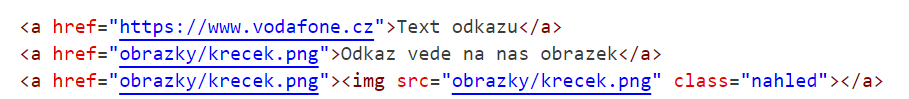 <a href="https://www.vodafone.cz">Text odkazu</a>
<a href="obrazky/krecek.png">Odkaz vede na nas obrazek</a>
<a href="obrazky/krecek.png"><img src="obrazky/krecek.png" class="nahled"></a>